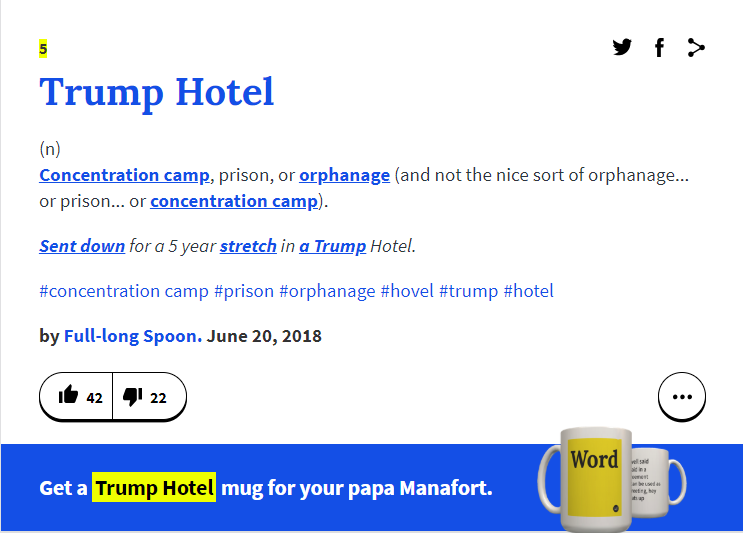 5
Trump Hotel
(n)
Concentration camp, prison, or orphanage (and not the nice sort of orphanage...
or prison... or concentration camp).
Sent down for a 5 year stretch in a Trump Hotel.
#concentration camp #prison #orphanage #hovel #trump #hotel
by Full-long Spoon. June 20, 2018
42 22
Get a Trump Hotel mug for your papa Manafort.
Word